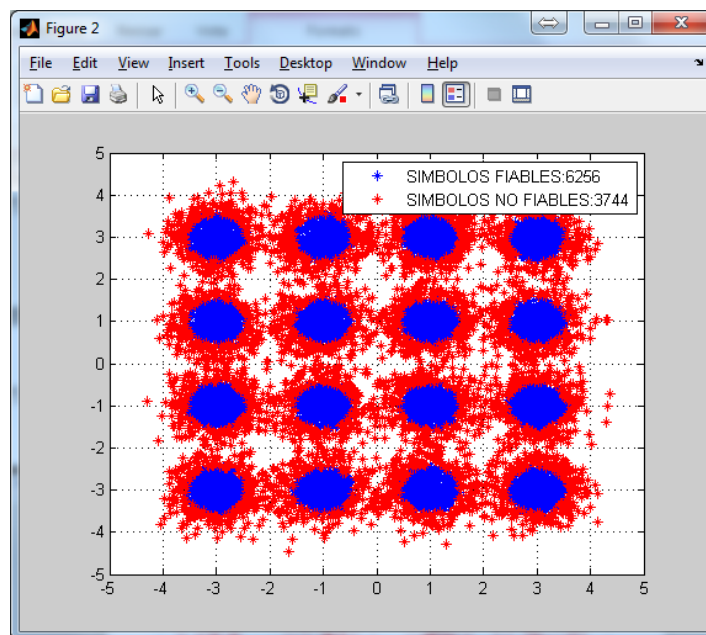 Figure 2
File Edit View Insert Tools Desktop Window Help
SIMBOLOS FIABLES:6256
SIMBOLOS NO FIABLES:3744
5
4
3
2
1
0
-1
-2
-3
-4
-5
-5 -4 -3 -2 -1 0 1 2 3 4 5